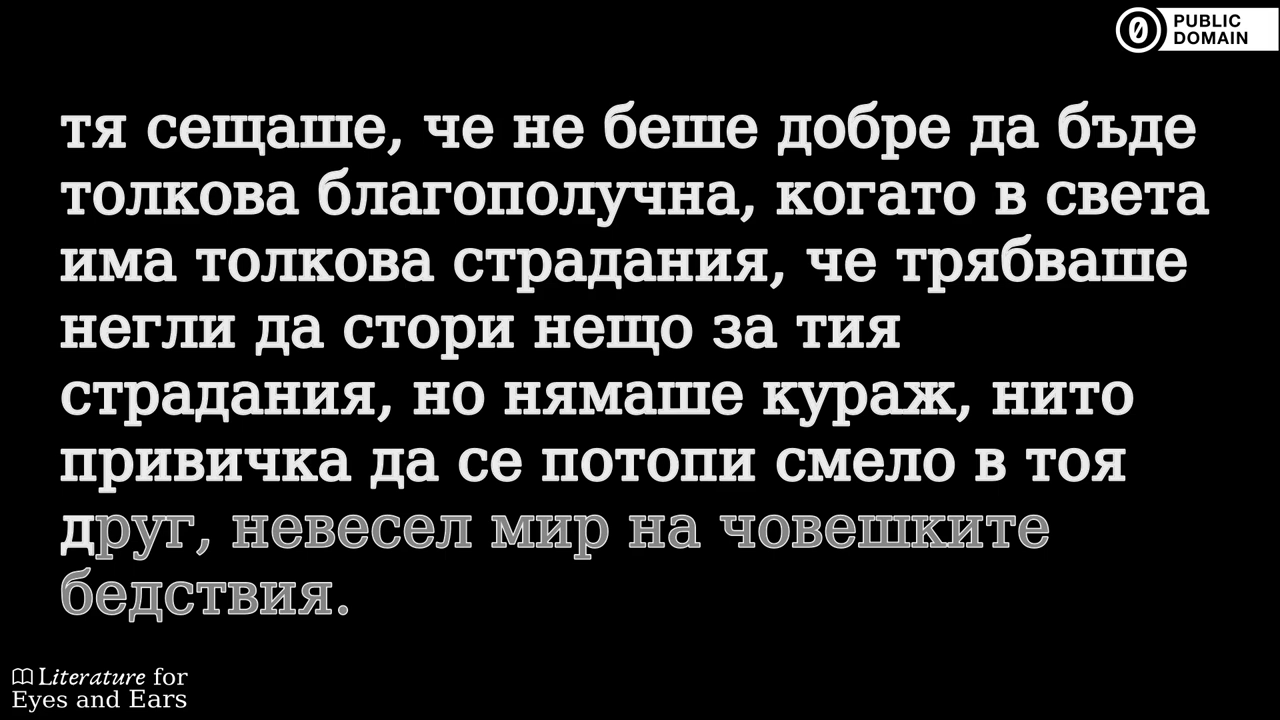 PUBLIC
DOMAIN
тя сещаше, че не беше добре да бъде
толкова благополучна, когато в света
има толкова страдания, че трябваше
негли да стори нещо за тия
страдания, но нямаше кураж, нито
привичка да се потопи смело в тоя
друг, невесел мир на човешките
бедствия.
Literature for
Eyes and Ears